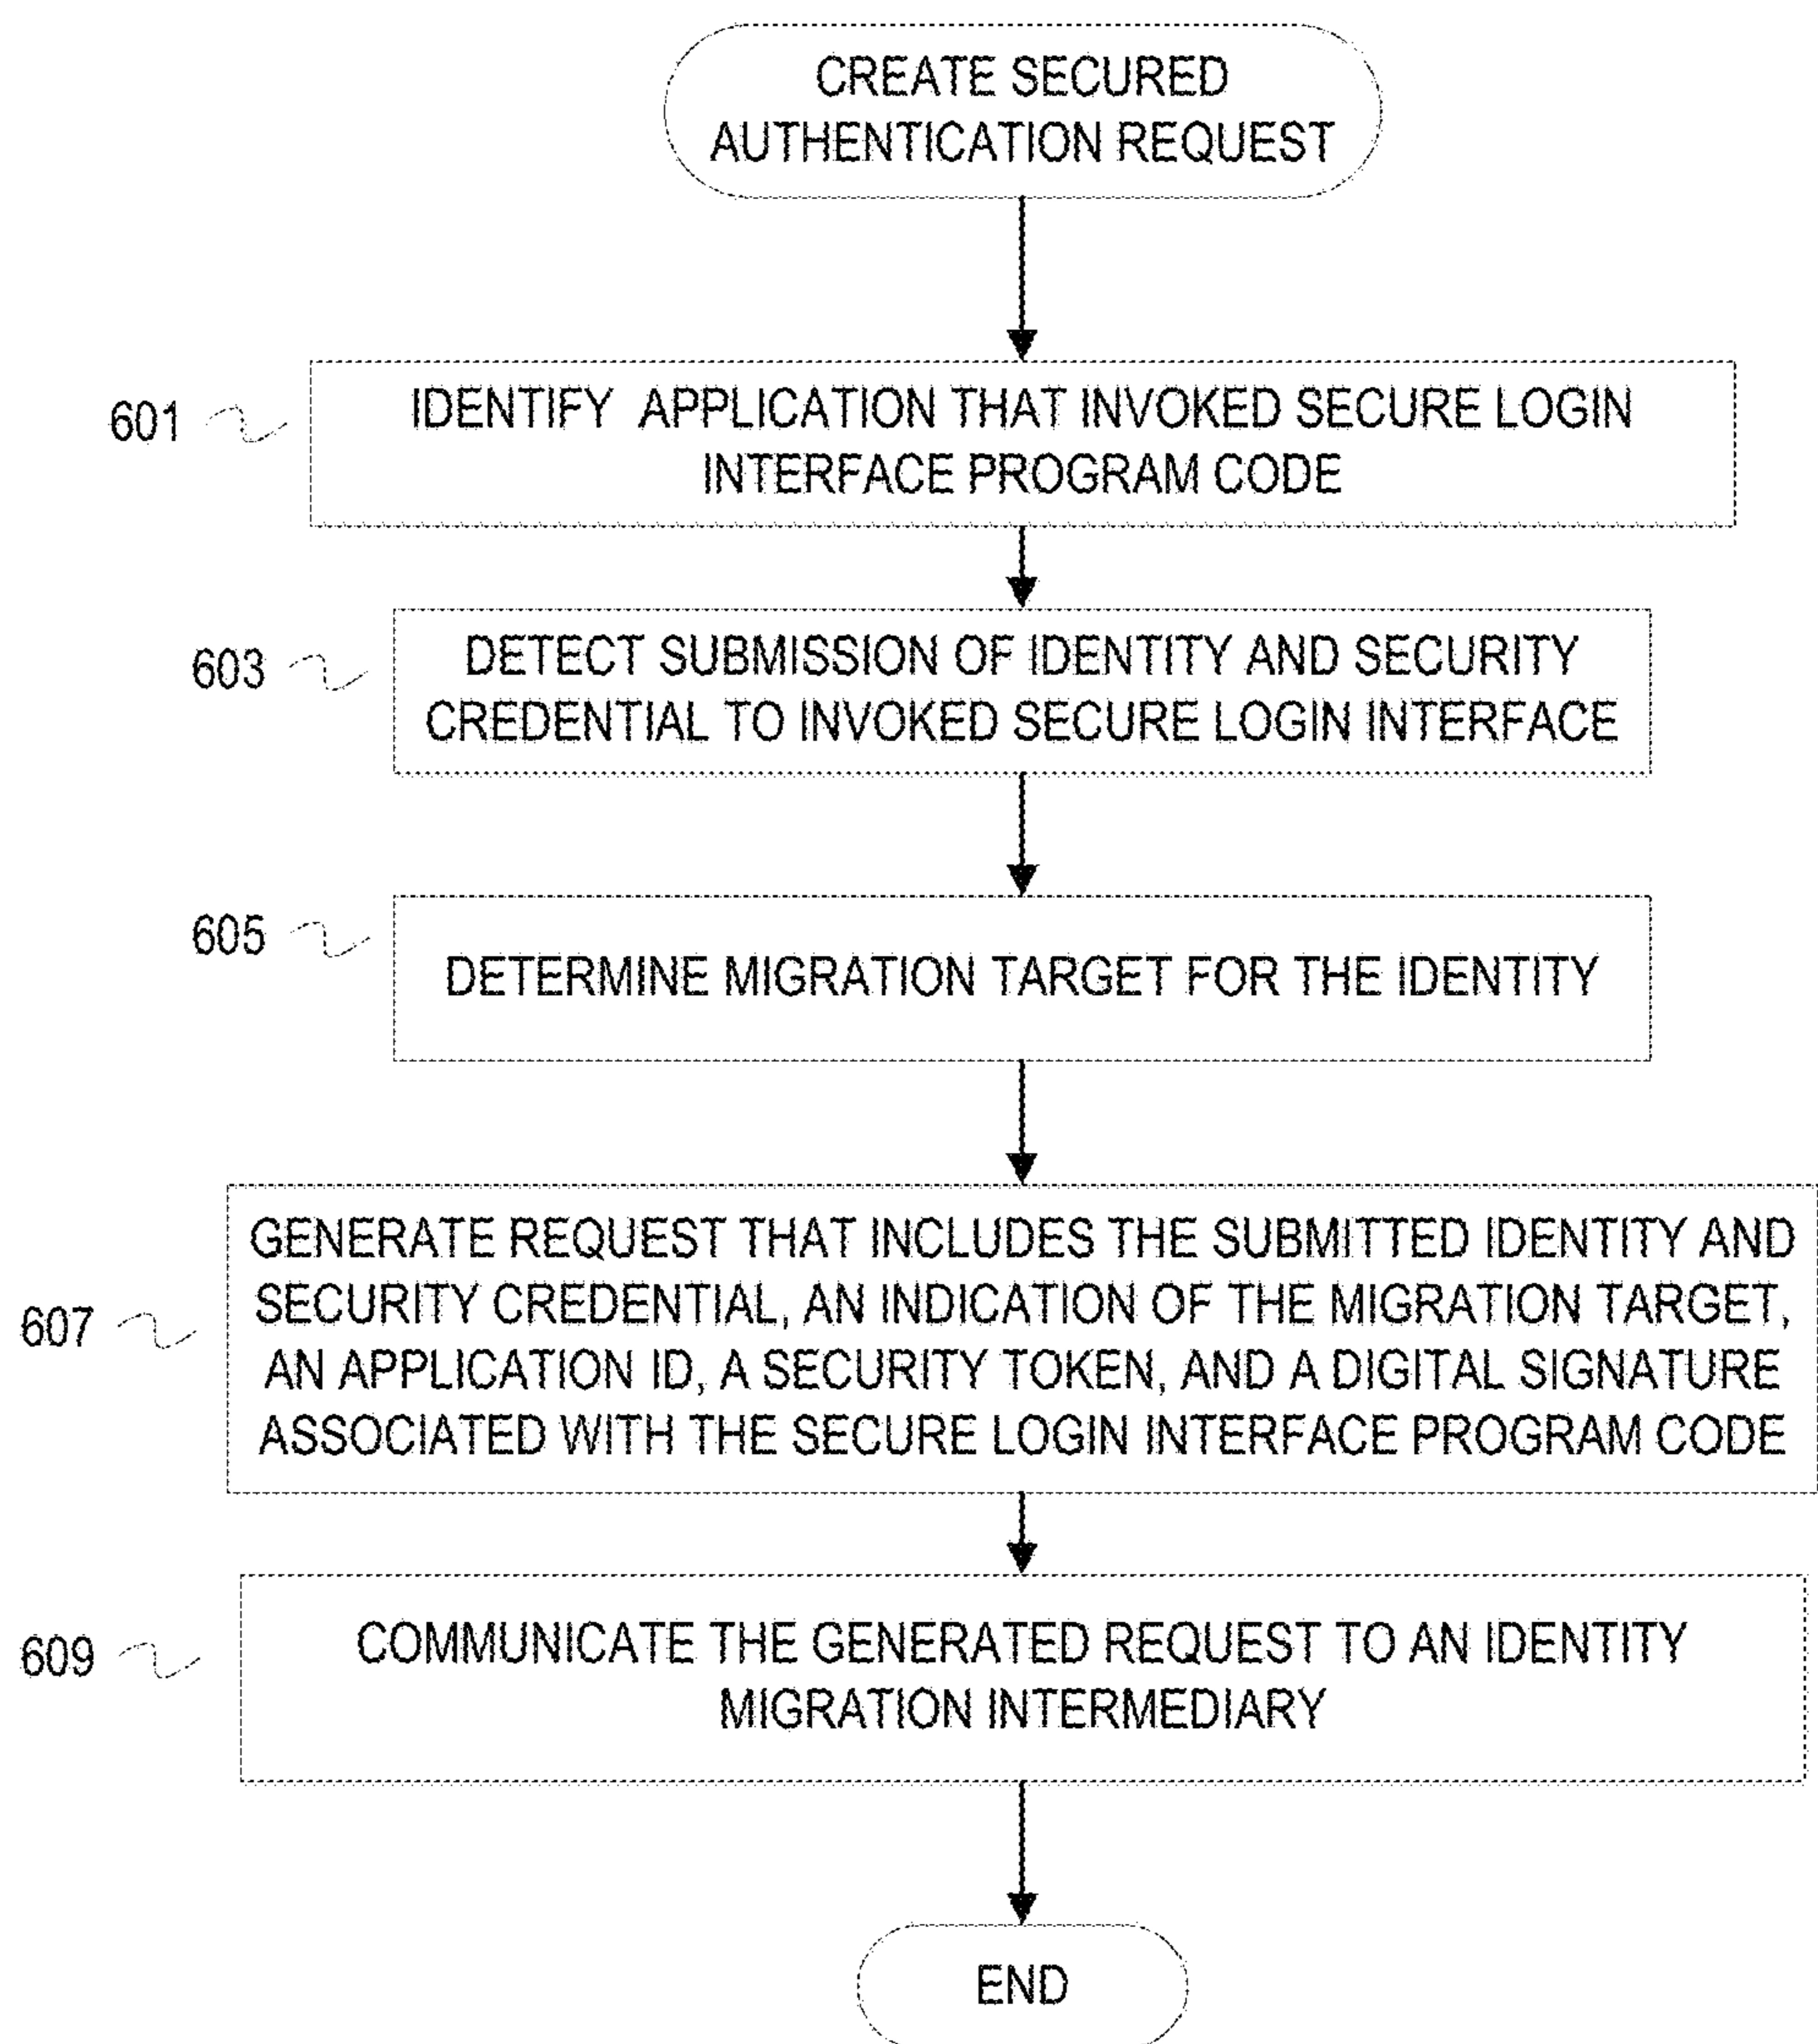 CREATE SECURED
AUTHENTICATION REQUEST
601
IDENTIFY APPLICATION THAT INVOKED SECURE LOGIN
INTERFACE PROGRAM CODE
603
DETECT SUBMISSION OF IDENTITY AND SECURITY
CREDENTIAL TO INVOKED SECURE LOGIN INTERFACE
605
DETERMINE MIGRATION TARGET FOR THE IDENTITY
607
GENERATE REQUEST THAT INCLUDES THE SUBMITTED IDENTITY AND
SECURITY CREDENTIAL, AN INDICATION OF THE MIGRATION TARGET,
AN APPLICATION ID, A SECURITY TOKEN, AND A DIGITAL SIGNATURE
ASSOCIATED WITH THE SECURE LOGIN INTERFACE PROGRAM CODE
609
COMMUNICATE THE GENERATED REQUEST TO AN IDENTITY
MIGRATION INTERMEDIARY
END